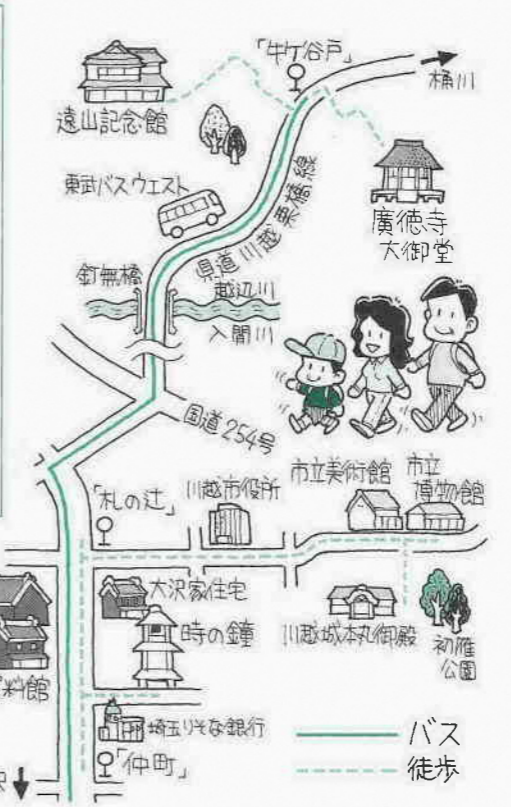 「牛ケ谷戸」
桶川
遠山記念館
東武バスウエスト
廣徳寺
大御堂
県道川越栗橋線
釘無橋
越辺川
入間川
国道254号
市立美術館
市立
博物館
「札の辻」
川越市役所
大沢家住宅
時の鐘
川越城本丸御殿
初雁
公園
料館
埼玉りそな銀行
「仲町」
バス
徒歩